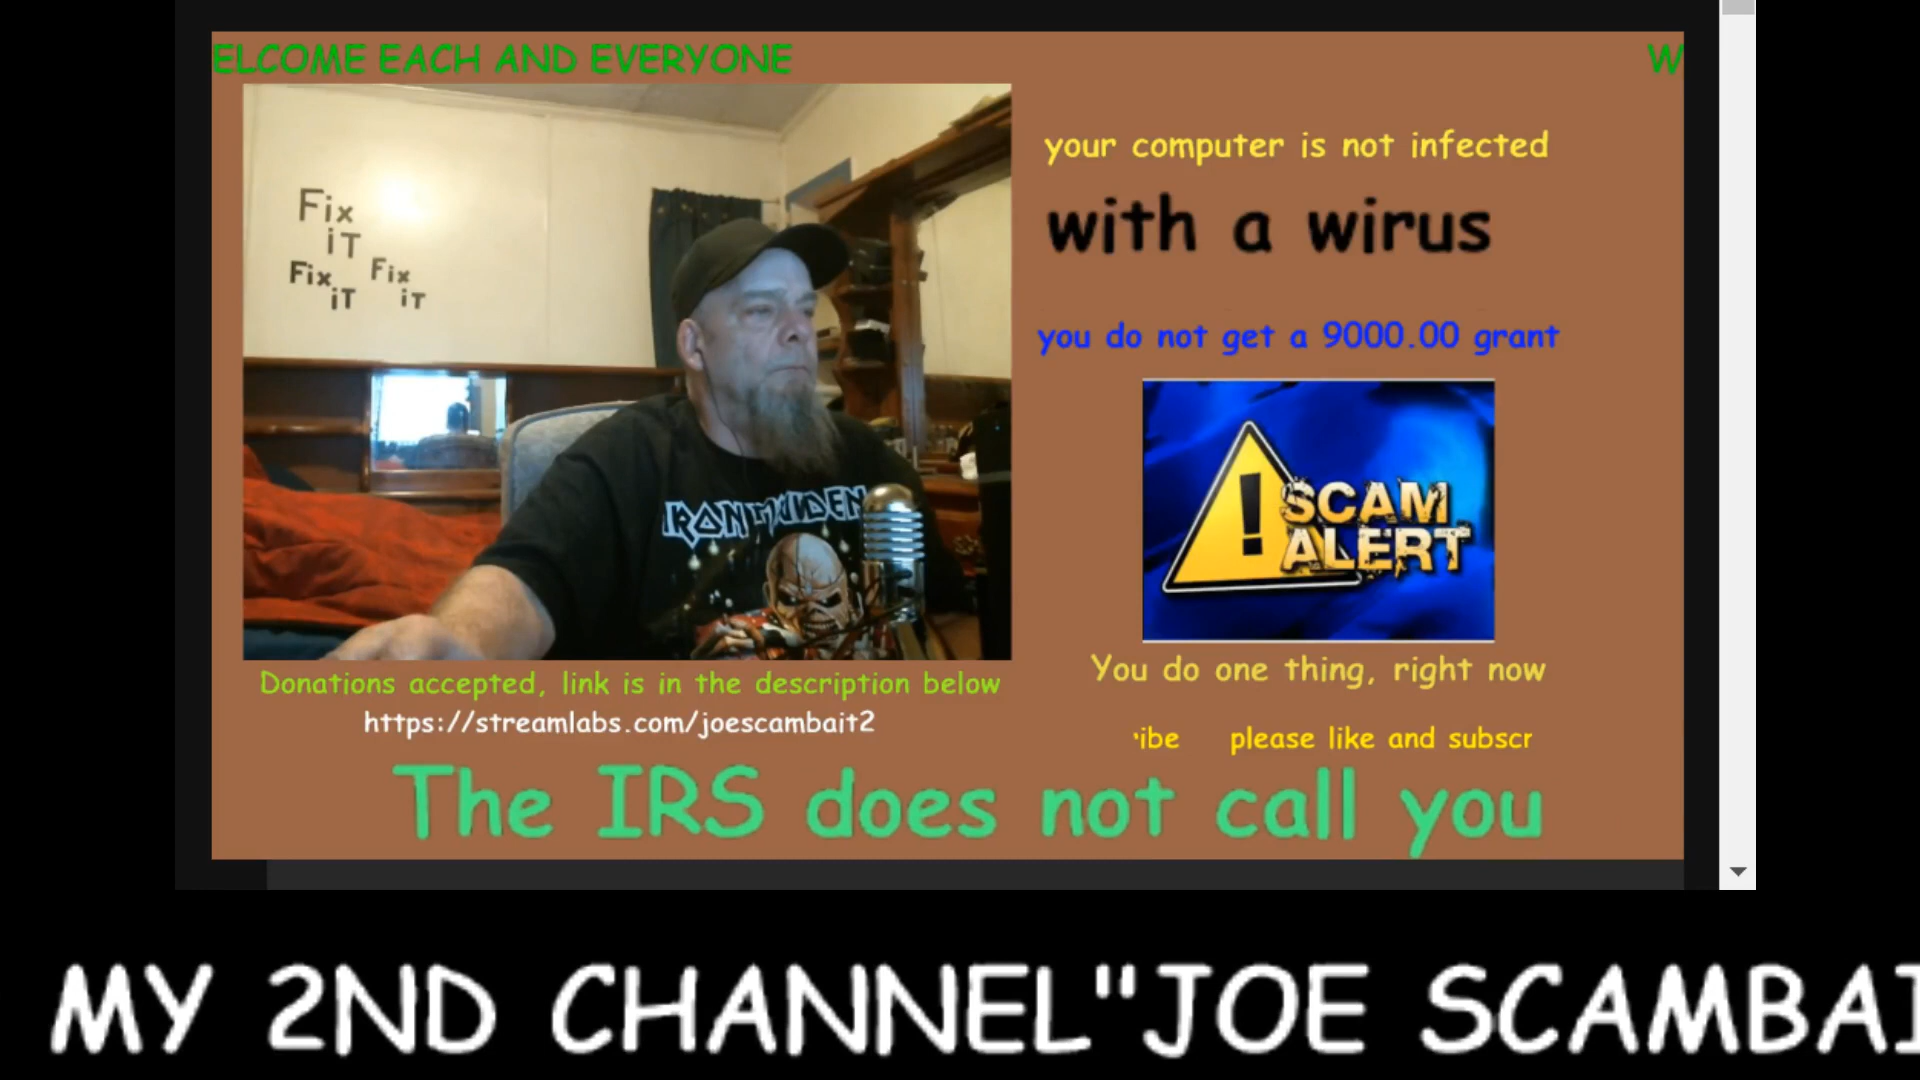 ELCOME EACH AND EVERYONE
W
your computer is not infected
with a wirus
you do not get a 9000.00 grant
Fix
iT
Fix
iT
Fix
iT
IRON MAIDEN
SCAM
ALERT
You do one thing, right now
Donations accepted, link is in the description below
https://streamlabs.com/joescambait2
ibe please like and subscr
The IRS does not call you
MY 2ND CHANNEL"JOE SCAMBAI